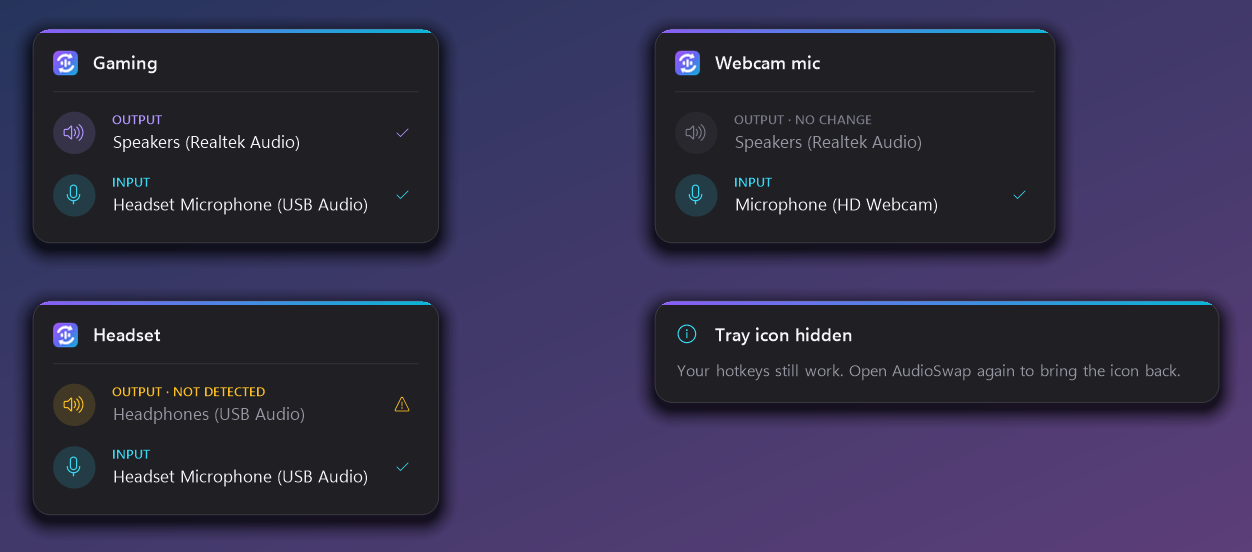 Gaming
OUTPUT
Speakers (Realtek Audio)
INPUT
Headset Microphone (USB Audio)
Webcam mic
OUTPUT · NO CHANGE
Speakers (Realtek Audio)
INPUT
Microphone (HD Webcam)
Headset
OUTPUT · NOT DETECTED
Headphones (USB Audio)
INPUT
Headset Microphone (USB Audio)
Tray icon hidden
Your hotkeys still work. Open AudioSwap again to bring the icon back.